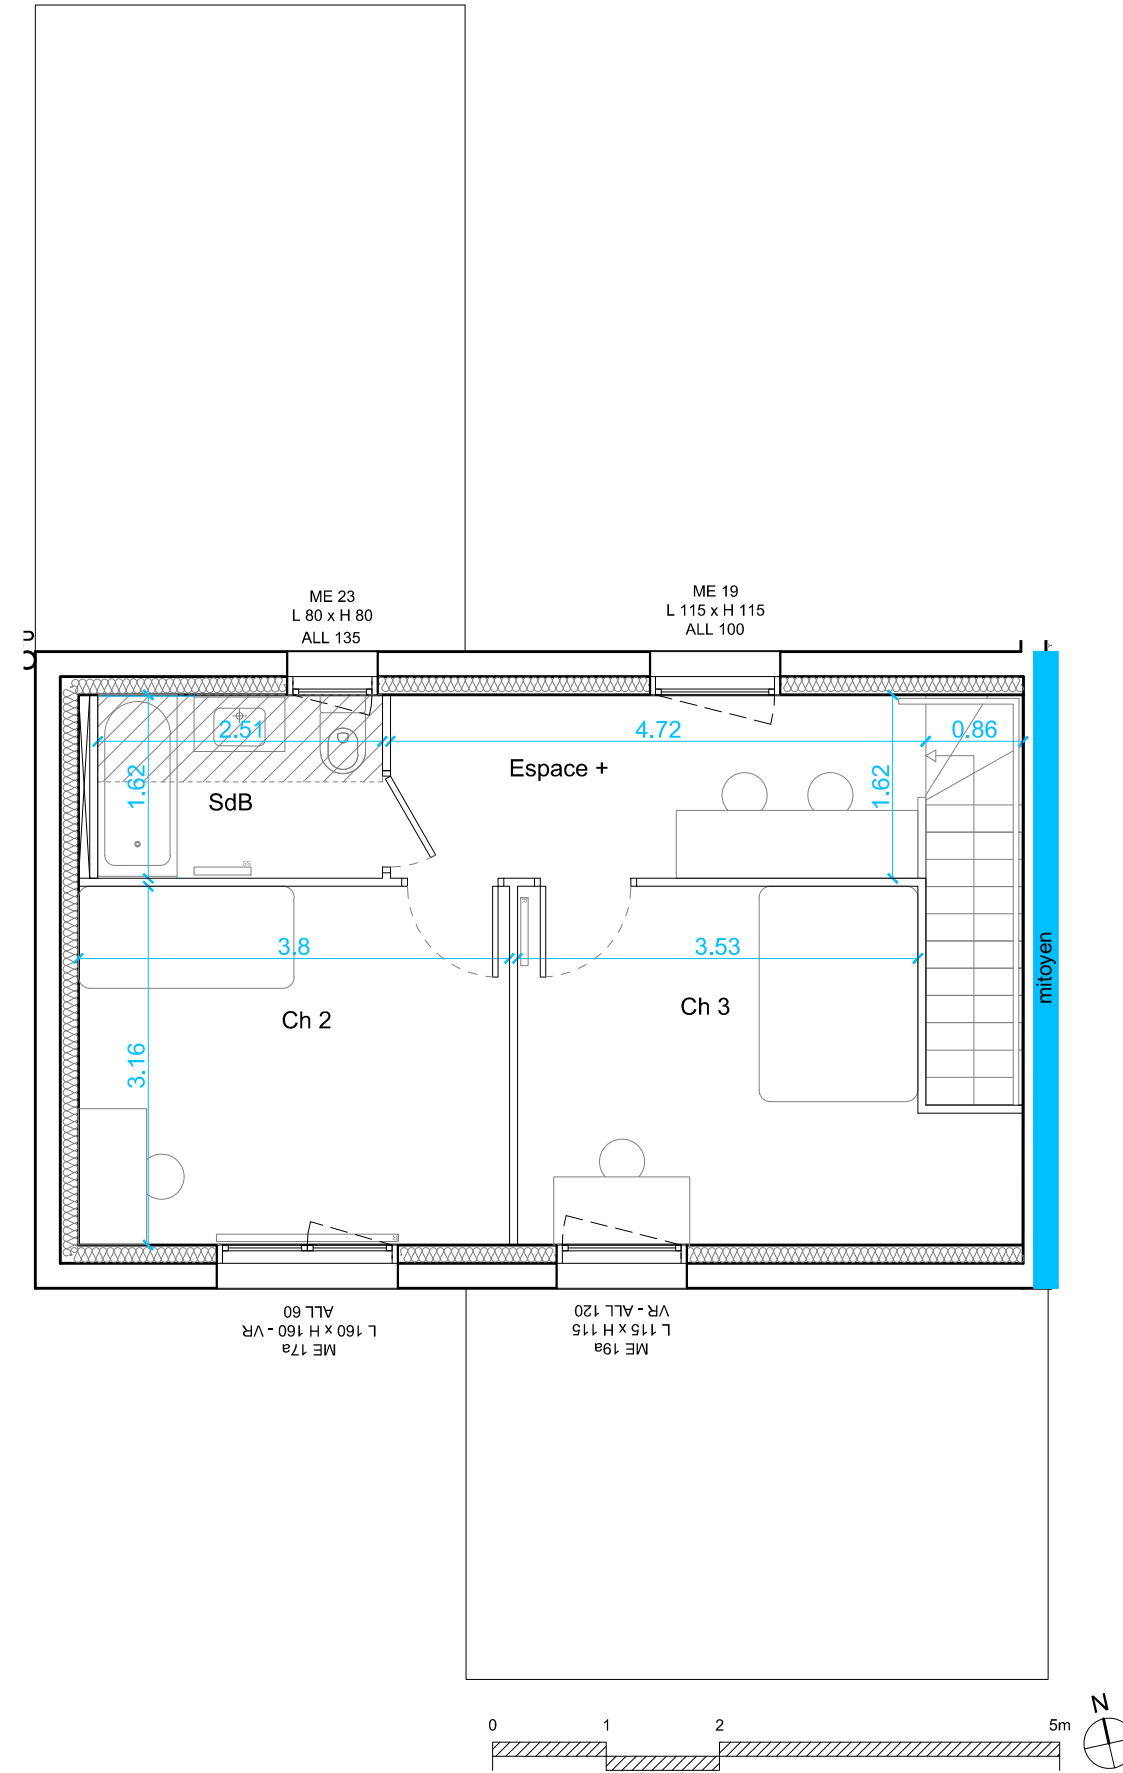 ME 23
L 80 x H 80
ALL 135
ME 19
L 115 x H 115
ALL 100
2.51
4.72
0.86
Espace +
1.62
SdB
1.62
SS
3.8
3.53
mitoyen
Ch 2
Ch 3
3.16
ME 17a
L 160 x H 160 - VR
ALL 60
ME 19a
L 115 x H 115
VR - ALL 120
N
0 1 2 5m